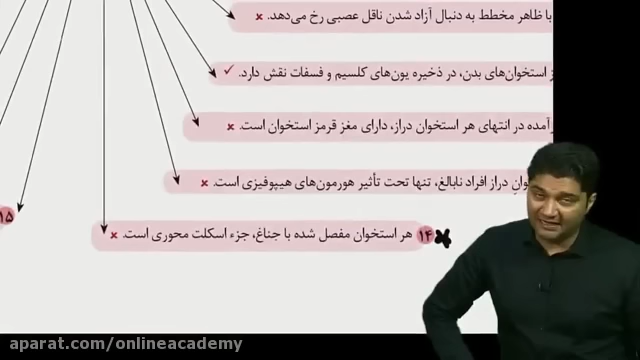 با ظاهر مخطط به دنبال آزاد شدن ناقل عصبی رخ می‌دهد.
از استخوان‌های بدن، در ذخیره یون‌های کلسیم و فسفات نقش دارد.
آمده در انتهای هر استخوان دراز، دارای مغز قرمز استخوان است.
دراز افراد نابالغ، تنها تحت تأثیر هورمون‌های هیپوفیزی است.
۱۴ هر استخوان مفصل شده با جناغ، جزء اسکلت محوری است.
۱۵
aparat.com/onlineacademy